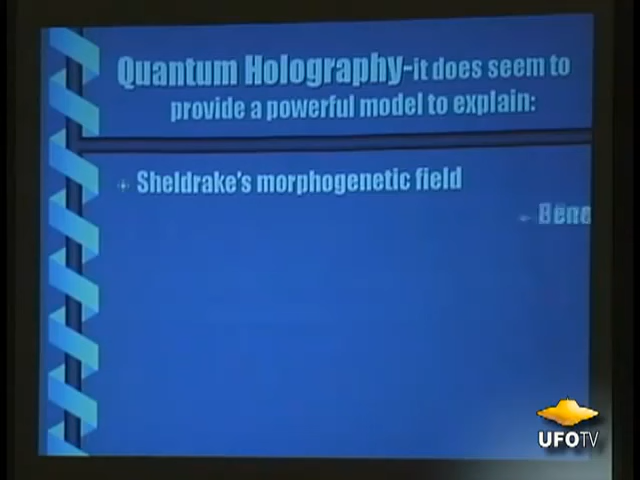 Quantum Holography-it does seem to
provide a powerful model to explain:
Sheldrake's morphogenetic field
UFOTV